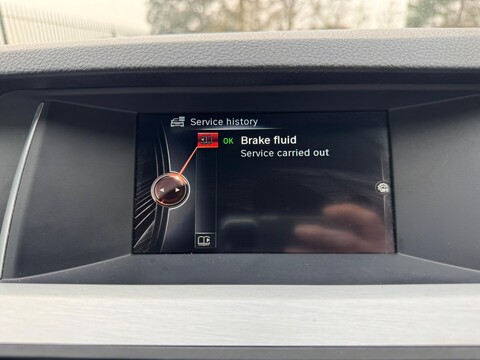 Service history
OK Brake fluid
Service carried out